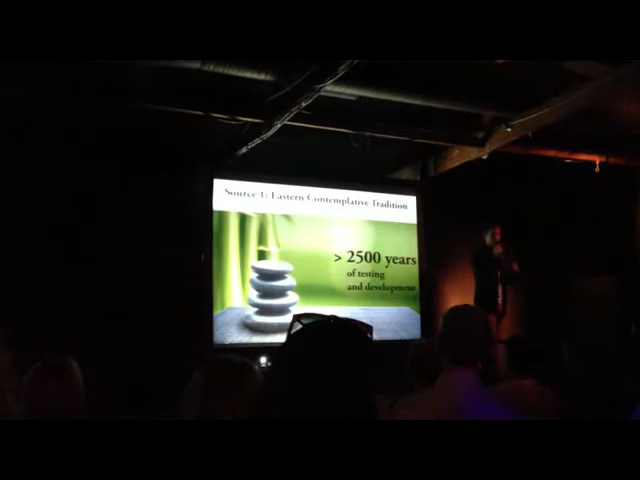 Source 1: Eastern Contemplative Tradition
> 2500 years
of testing
and development